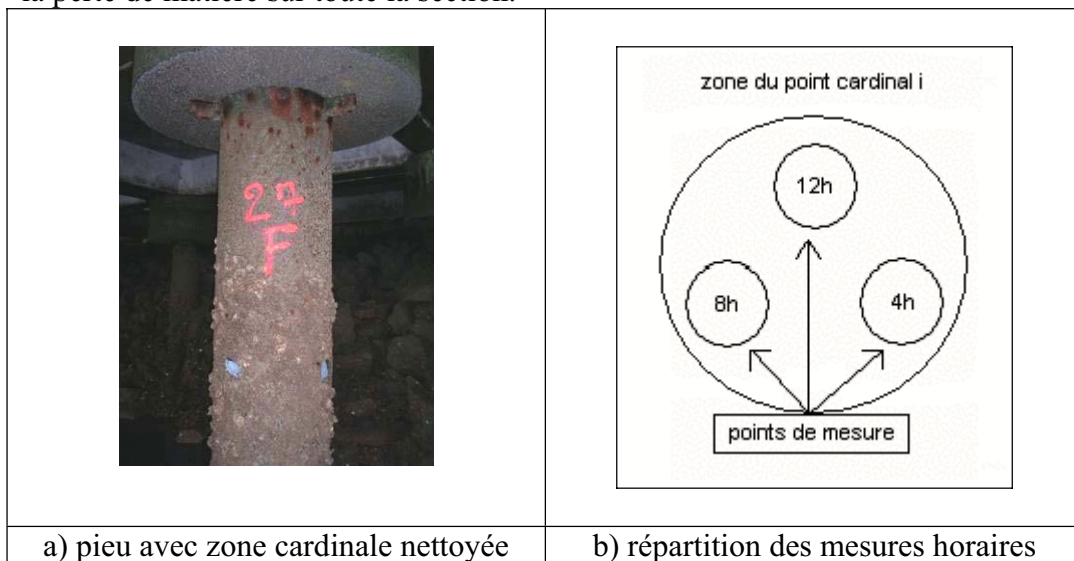 la perte de matière sur toute la section.
27
F
zone du point cardinal i
12h
8h
4h
points de mesure
a) pieu avec zone cardinale nettoyée
b) répartition des mesures horaires